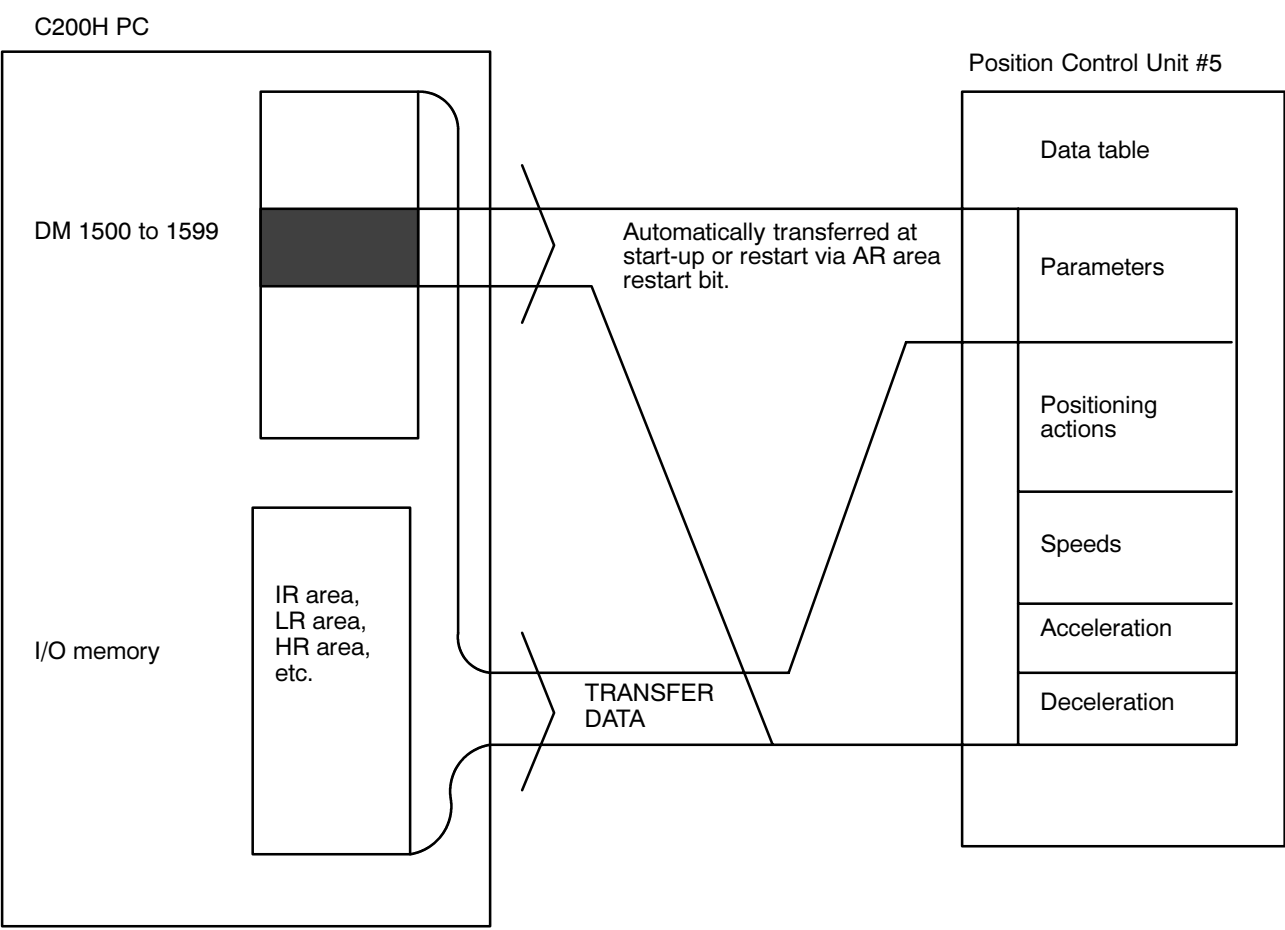 C200H PC
Position Control Unit #5
Data table
DM 1500 to 1599
Automatically transferred at
start-up or restart via AR area
restart bit.
Parameters
Positioning
actions
Speeds
IR area,
LR area,
HR area,
etc.
I/O memory
Acceleration
TRANSFER
DATA
Deceleration